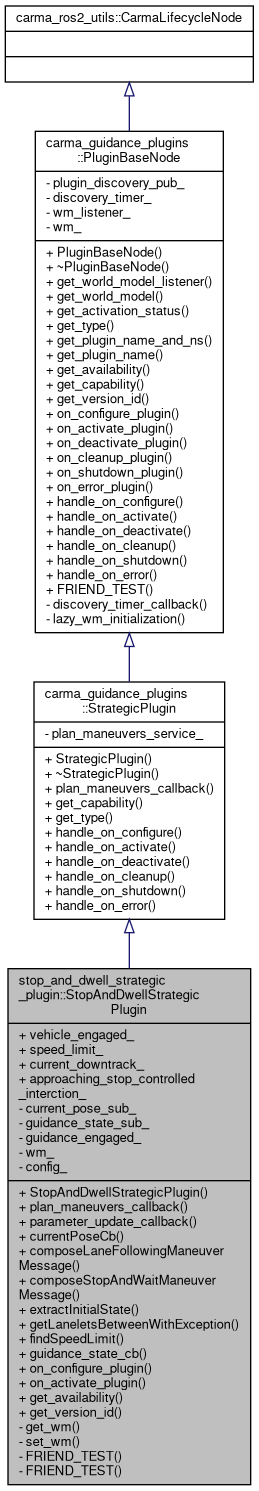 carma_ros2_utils::CarmaLifecycleNode
carma_guidance_plugins
::PluginBaseNode
- plugin_discovery_pub_
- discovery_timer_
- wm_listener_
- wm_
+ PluginBaseNode()
+ ~PluginBaseNode()
+ get_world_model_listener()
+ get_world_model()
+ get_activation_status()
+ get_type()
+ get_plugin_name_and_ns()
+ get_plugin_name()
+ get_availability()
+ get_capability()
+ get_version_id()
+ on_configure_plugin()
+ on_activate_plugin()
+ on_deactivate_plugin()
+ on_cleanup_plugin()
+ on_shutdown_plugin()
+ on_error_plugin()
+ handle_on_configure()
+ handle_on_activate()
+ handle_on_deactivate()
+ handle_on_cleanup()
+ handle_on_shutdown()
+ handle_on_error()
+ FRIEND_TEST()
- discovery_timer_callback()
- lazy_wm_initialization()
carma_guidance_plugins
::StrategicPlugin
- plan_maneuvers_service_
+ StrategicPlugin()
+ ~StrategicPlugin()
+ plan_maneuvers_callback()
+ get_capability()
+ get_type()
+ handle_on_configure()
+ handle_on_activate()
+ handle_on_deactivate()
+ handle_on_cleanup()
+ handle_on_shutdown()
+ handle_on_error()
stop_and_dwell_strategic
_plugin::StopAndDwellStrategic
Plugin
+ vehicle_engaged_
+ speed_limit_
+ current_downtrack_
+ approaching_stop_controlled
_interction_
- current_pose_sub_
- guidance_state_sub_
- guidance_engaged_
- wm_
- config_
+ StopAndDwellStrategicPlugin()
+ plan_maneuvers_callback()
+ parameter_update_callback()
+ currentPoseCb()
+ composeLaneFollowingManeuver
Message()
+ composeStopAndWaitManeuver
Message()
+ extractInitialState()
+ getLaneletsBetweenWithException()
+ findSpeedLimit()
+ guidance_state_cb()
+ on_configure_plugin()
+ on_activate_plugin()
+ get_availability()
+ get_version_id()
- get_wm()
- set_wm()
- FRIEND_TEST()
- FRIEND_TEST()